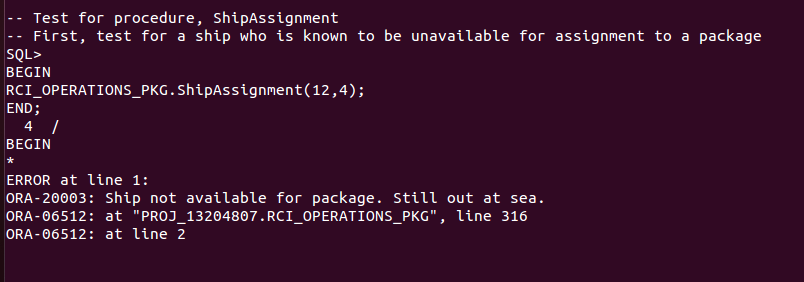 -- Test for procedure, ShipAssignment
-- First, test for a ship who is known to be unavailable for assignment to a package
SQL>
BEGIN
RCI_OPERATIONS_PKG.ShipAssignment(12,4);
END;
  4  /
BEGIN
*
ERROR at line 1:
ORA-20003: Ship not available for package. Still out at sea.
ORA-06512: at "PROJ_13204807.RCI_OPERATIONS_PKG", line 316
ORA-06512: at line 2